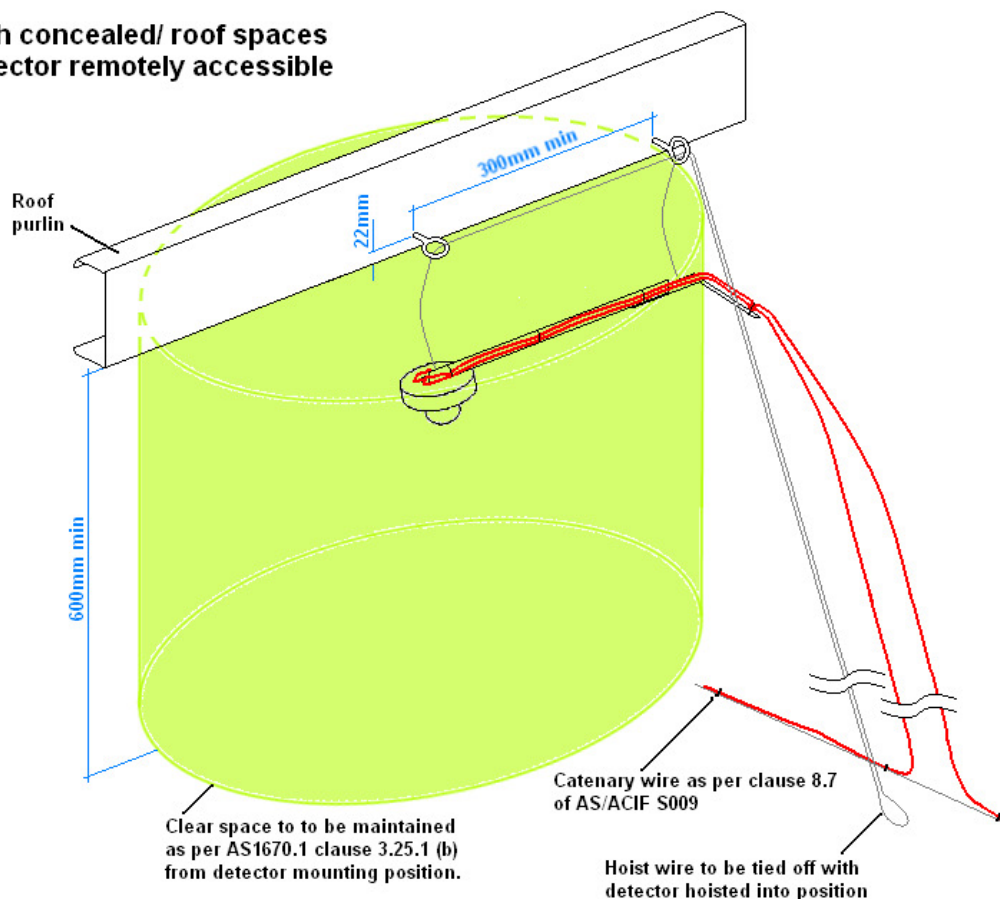 h concealed/ roof spaces
ector remotely accessible
300mm min
Roof
purlin
22mm
600mm min
Catenary wire as per clause 8.7
of AS/ACIF S009
Clear space to to be maintained
as per AS1670.1 clause 3.25.1 (b)
from detector mounting position.
Hoist wire to be tied off with
detector hoisted into position